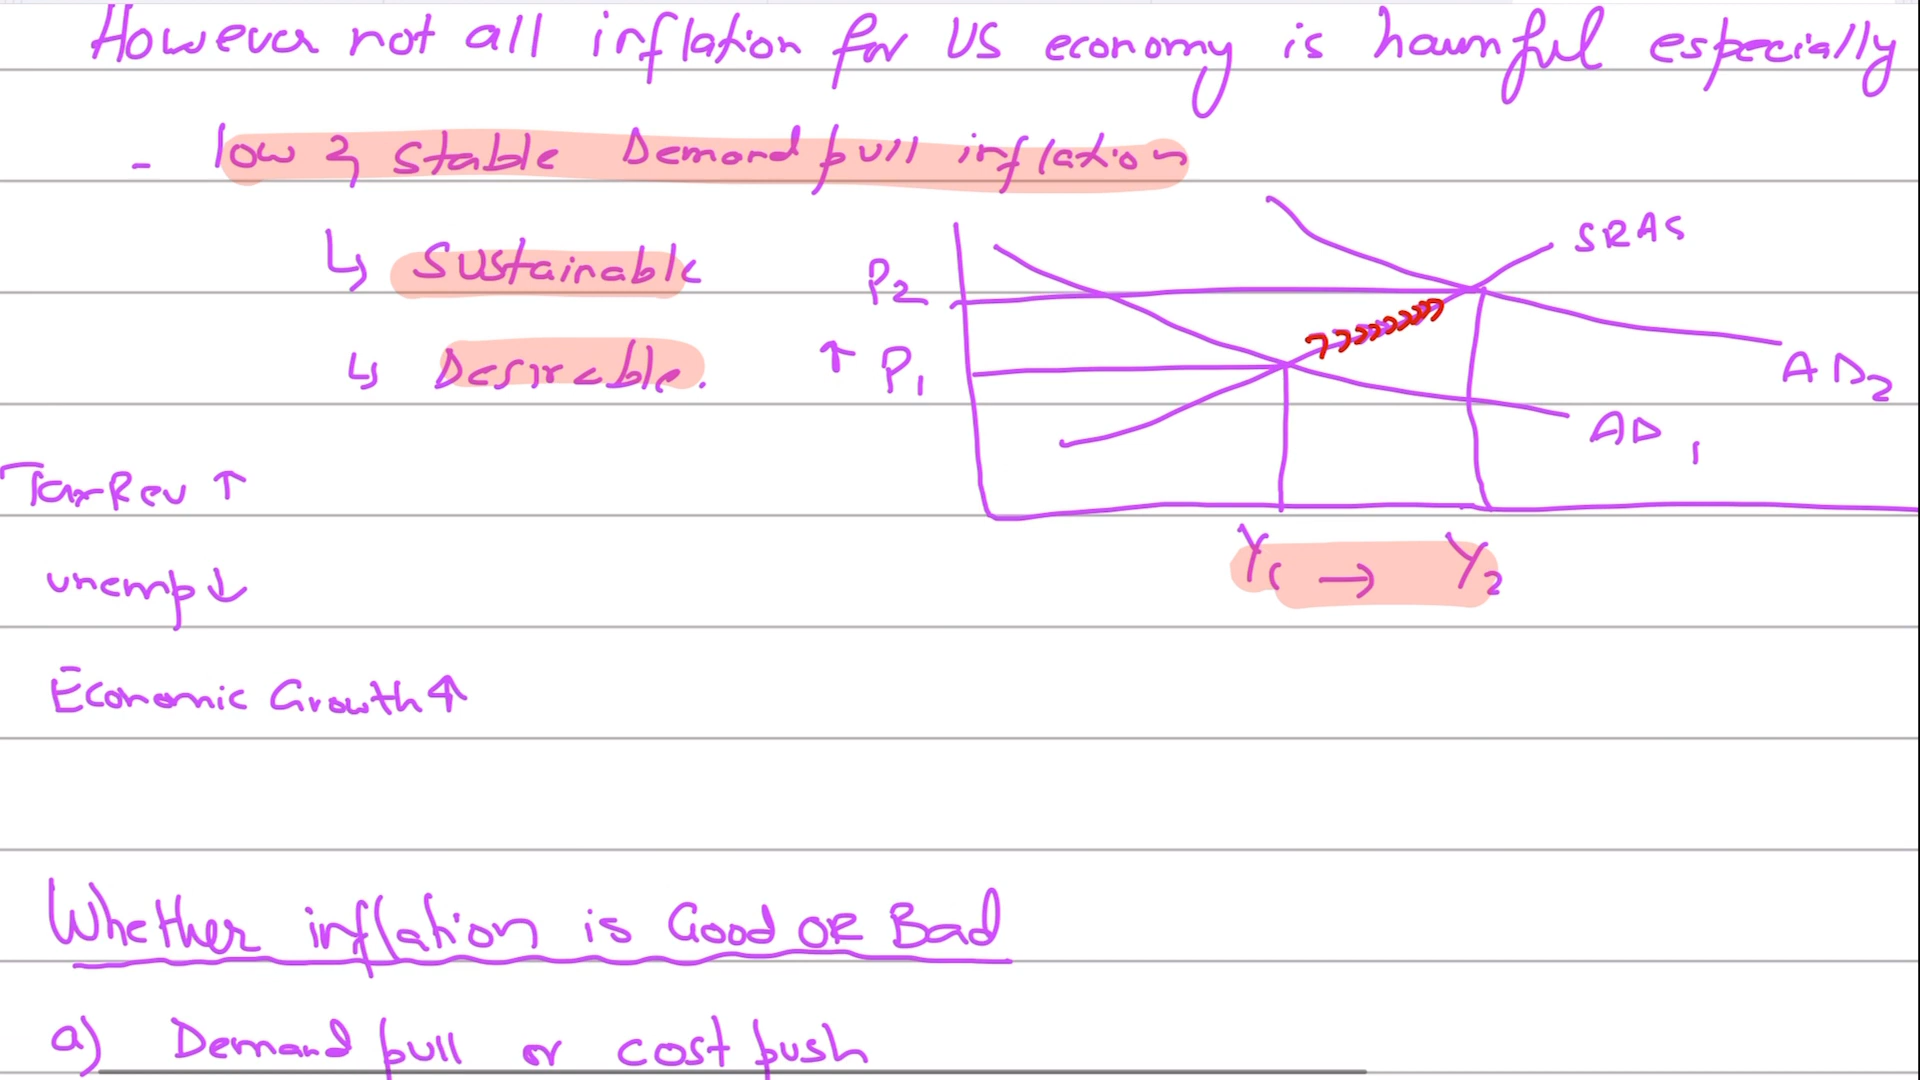 However not all inflation for US economy is harmful especially
- low & stable Demand pull inflation
↳ Sustainable
↳ Desirable.
SRAS
P2
↑ P1
AD2
AD1
Y1 → Y2
Tax Rev ↑
unemp ↓
Economic Growth ↑
Whether inflation is Good OR Bad
a) Demand pull or cost push